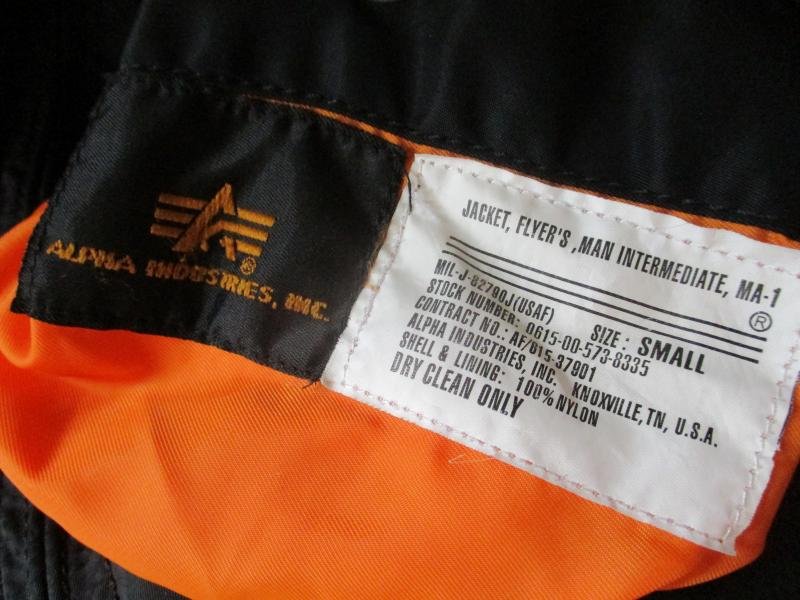 ALPHA INDUSTRIES, INC.
®
JACKET, FLYER'S ,MAN INTERMEDIATE, MA-1
®
MIL-J-82790J(USAF) SIZE : SMALL
STOCK NUMBER: 0615-00-573-8335
CONTRACT NO.: AF/015-37801
ALPHA INDUSTRIES, INC. KNOXVILLE,TN, U.S.A.
SHELL & LINING: 100%NYLON
DRY CLEAN ONLY